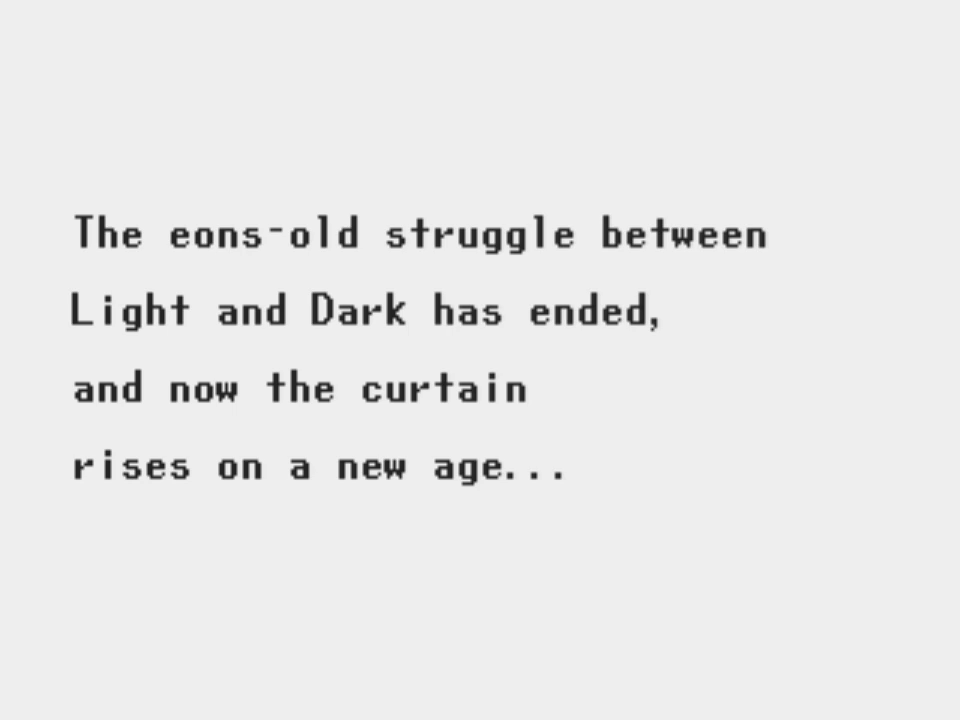 The eons-old struggle between
Light and Dark has ended,
and now the curtain
rises on a new age...